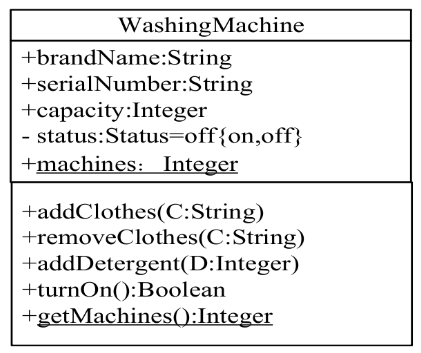 WashingMachine
+brandName:String
+serialNumber:String
+capacity:Integer
- status:Status=off{on,off}
+machines： Integer
+addClothes(C:String)
+removeClothes(C:String)
+addDetergent(D:Integer)
+turnOn():Boolean
+getMachines():Integer